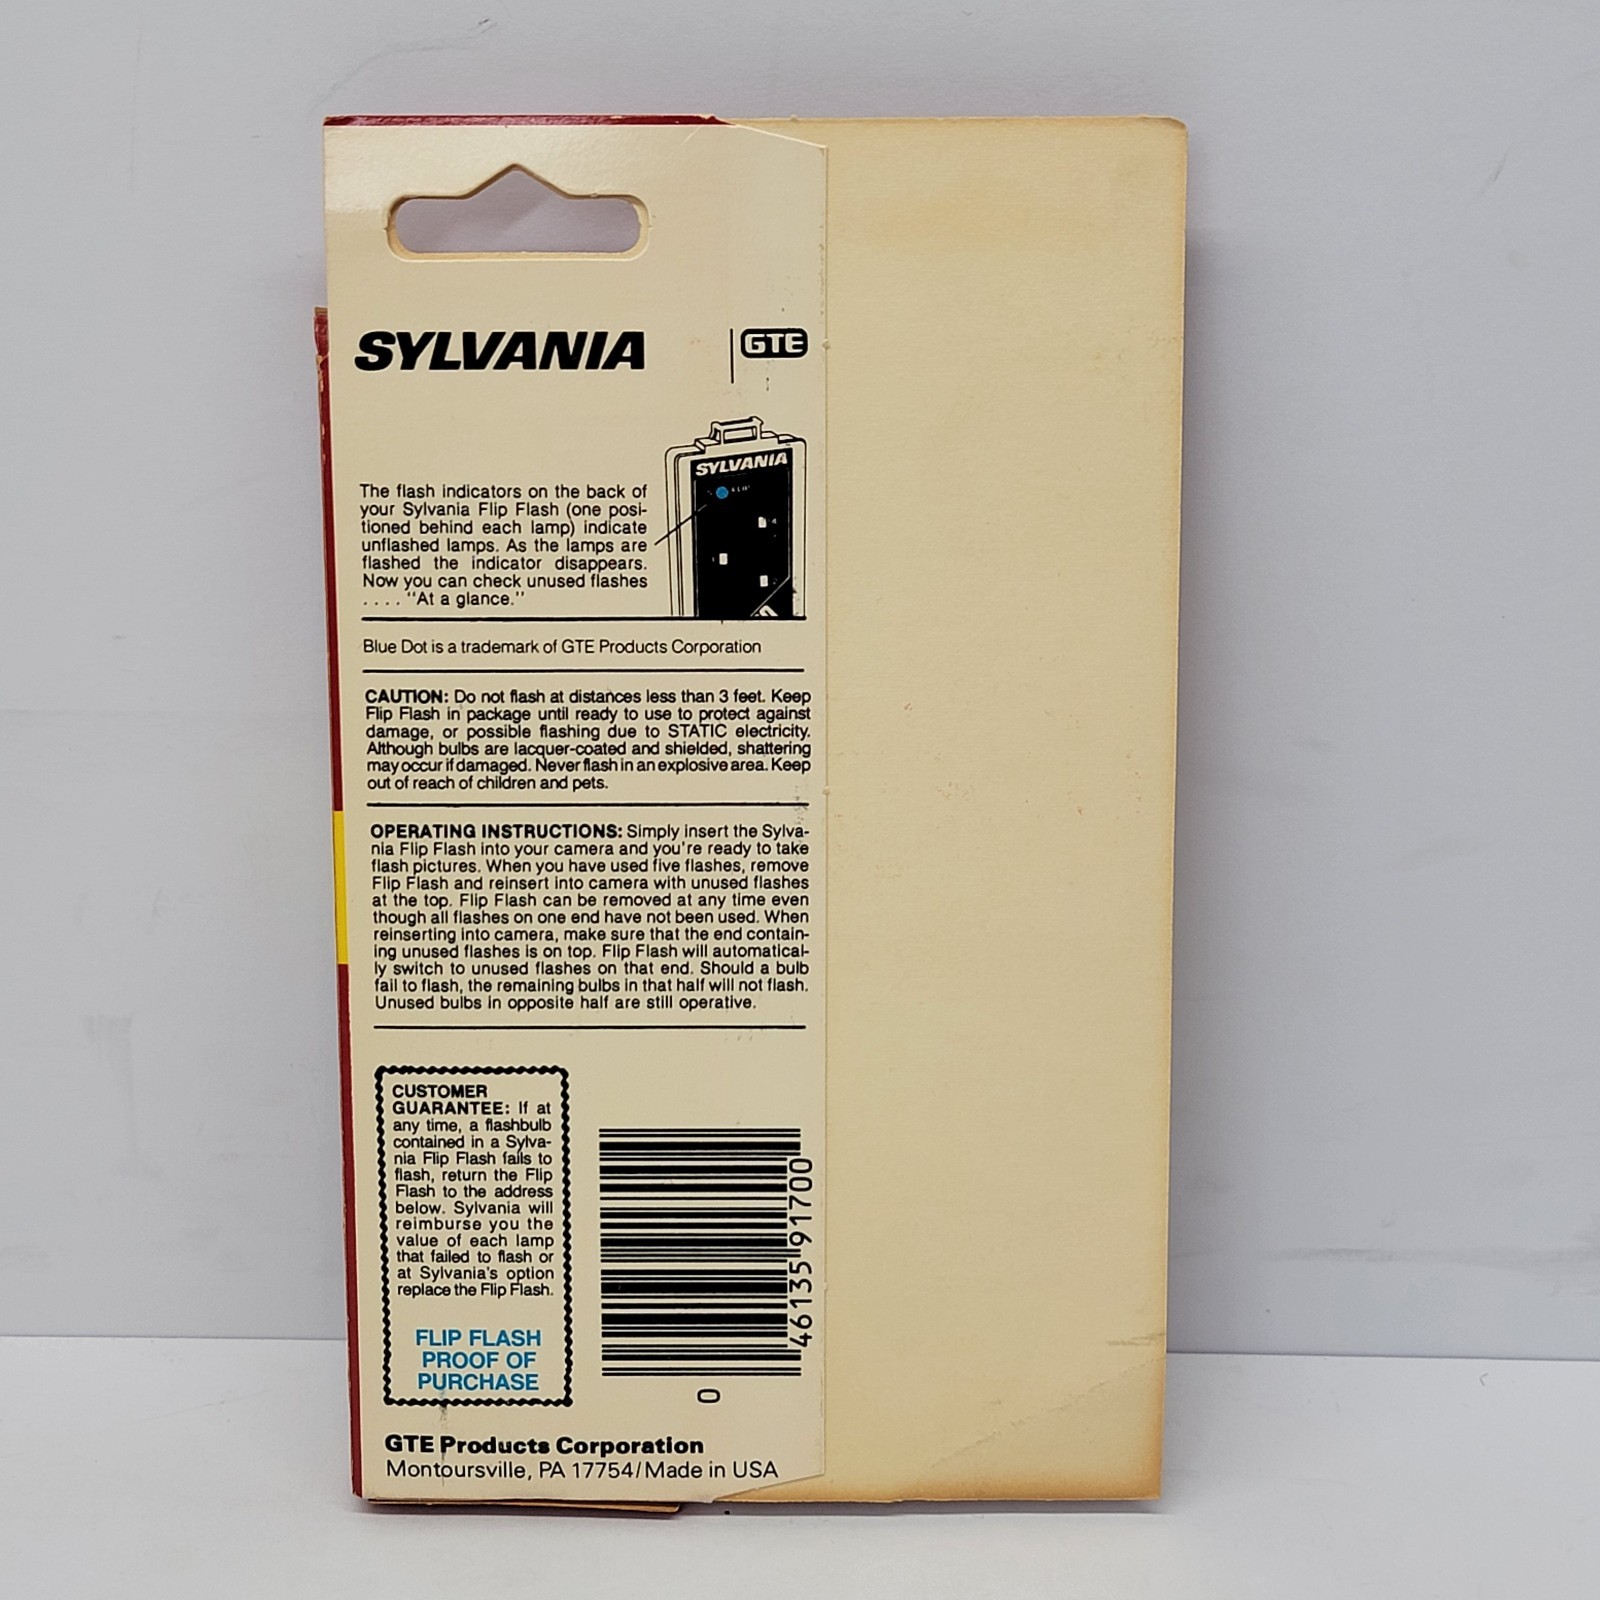 SYLVANIA
GTE
SYLVANIA
The flash indicators on the back of
your Sylvania Flip Flash (one posi-
tioned behind each lamp) indicate
unflashed lamps. As the lamps are
flashed the indicator disappears.
Now you can check unused flashes
. . . . "At a glance."
Blue Dot is a trademark of GTE Products Corporation
CAUTION: Do not flash at distances less than 3 feet. Keep
Flip Flash in package until ready to use to protect against
damage, or possible flashing due to STATIC electricity.
Although bulbs are lacquer-coated and shielded, shattering
may occur if damaged. Never flash in an explosive area. Keep
out of reach of children and pets.
OPERATING INSTRUCTIONS: Simply insert the Sylva-
nia Flip Flash into your camera and you're ready to take
flash pictures. When you have used five flashes, remove
Flip Flash and reinsert into camera with unused flashes
at the top. Flip Flash can be removed at any time even
though all flashes on one end have not been used. When
reinserting into camera, make sure that the end contain-
ing unused flashes is on top. Flip Flash will automatical-
ly switch to unused flashes on that end. Should a bulb
fail to flash, the remaining bulbs in that half will not flash.
Unused bulbs in opposite half are still operative.
CUSTOMER
GUARANTEE: If at
any time, a flashbulb
contained in a Sylva-
nia Flip Flash fails to
flash, return the Flip
Flash to the address
below. Sylvania will
reimburse you the
value of each lamp
that failed to flash or
at Sylvania's option
replace the Flip Flash.
FLIP FLASH
PROOF OF
PURCHASE
0
46135 91700
GTE Products Corporation
Montoursville, PA 17754/Made in USA